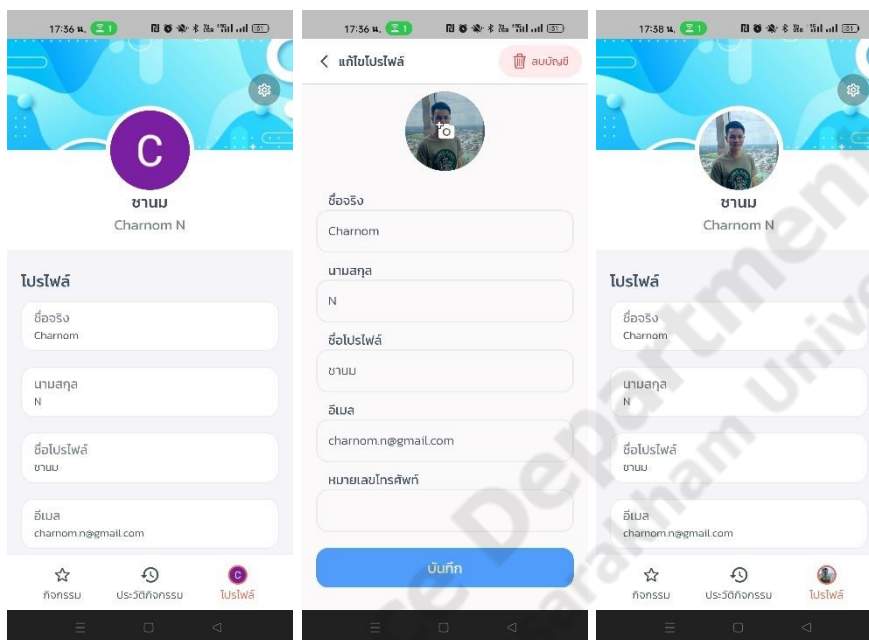 17:36 น.
1
51
C
ชานม
Charnom N
โปรไฟล์
ชื่อจริง
Charnom
นามสกุล
N
ชื่อโปรไฟล์
ชานม
อีเมล
charnom.n@gmail.com
กิจกรรม
ประวัติกิจกรรม
C
โปรไฟล์
17:36 น.
1
51
แก้ไขโปรไฟล์
ลบบัญชี
ชื่อจริง
Charnom
นามสกุล
N
ชื่อโปรไฟล์
ชานม
อีเมล
charnom.n@gmail.com
หมายเลขโทรศัพท์
บันทึก
17:38 น.
1
ชานม
Charnom N
โปรไฟล์
ชื่อจริง
Charnom
นามสกุล
N
ชื่อโปรไฟล์
ชานม
อีเมล
charnom.n@gmail.com
กิจกรรม
ประวัติกิจกรรม
โปรไฟล์